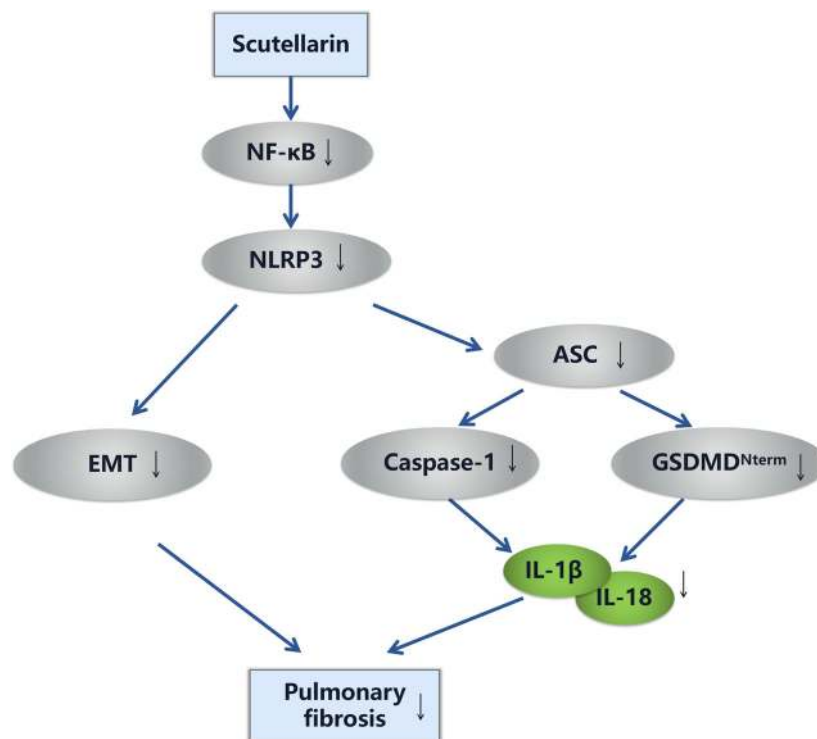 Scutellarin
NF-κB ↓
NLRP3 ↓
ASC ↓
EMT ↓
Caspase-1 ↓
GSDMDNterm ↓
IL-1β
IL-18 ↓
Pulmonary
fibrosis ↓